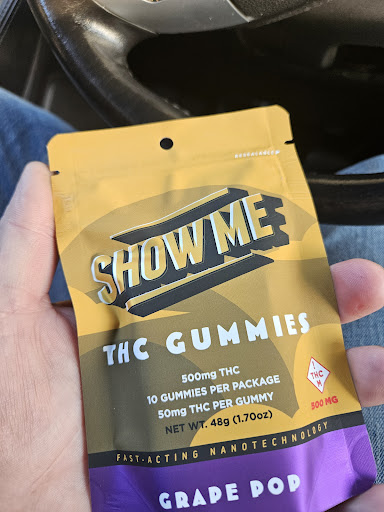 SHOW ME
THC GUMMIES
500mg THC
10 GUMMIES PER PACKAGE
50mg THC PER GUMMY
NET WT. 48g (1.70oz)
THC
M
500 MG
FAST-ACTING NANOTECHNOLOGY
GRAPE POP